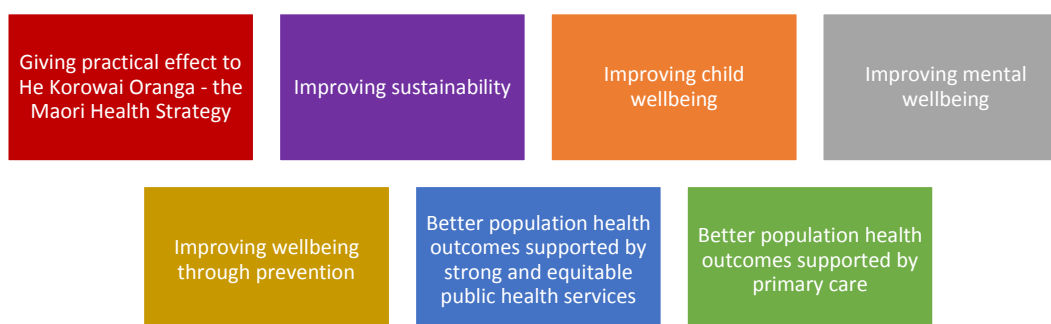 Giving practical effect to
He Korowai Oranga - the
Maori Health Strategy
Improving sustainability
Improving child
wellbeing
Improving mental
wellbeing
Improving wellbeing
through prevention
Better population health
outcomes supported by
strong and equitable
public health services
Better population health
outcomes supported by
primary care